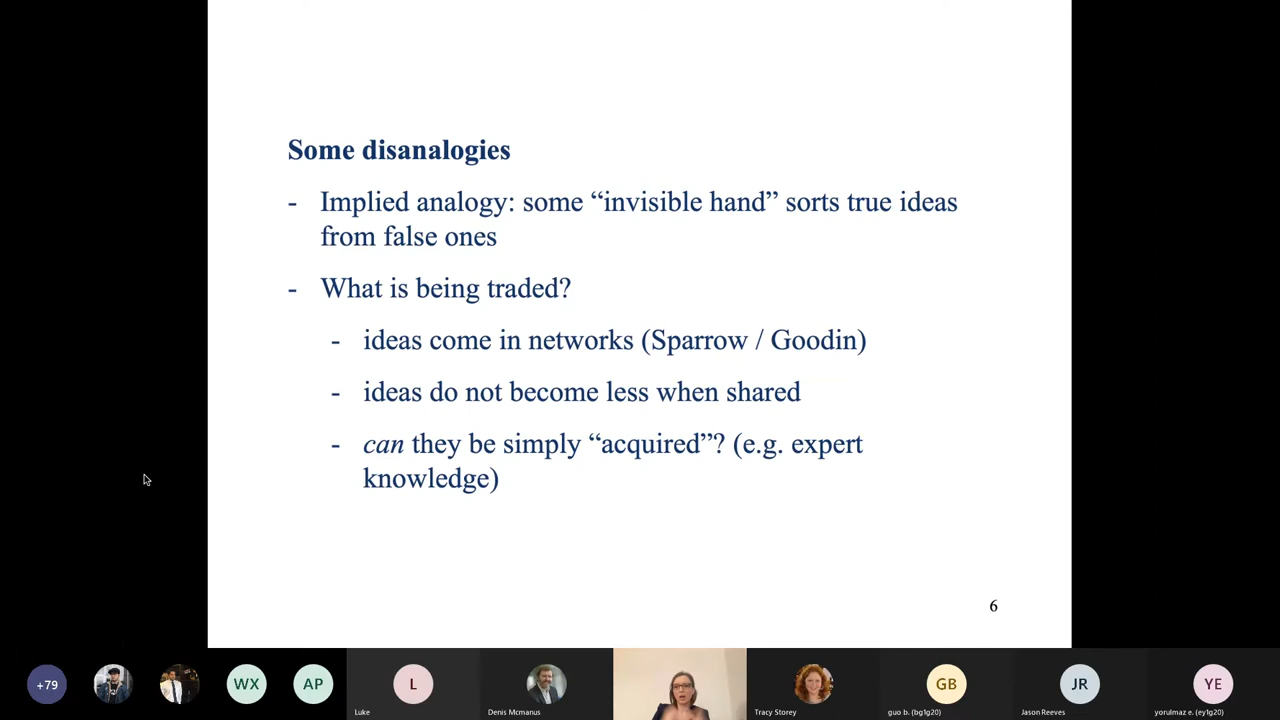 Some disanalogies
- Implied analogy: some “invisible hand” sorts true ideas
from false ones
- What is being traded?
- ideas come in networks (Sparrow / Goodin)
- ideas do not become less when shared
- can they be simply “acquired”? (e.g. expert
knowledge)
6
+79
WX
AP
L
GB
JR
YE
Luke
Denis Mcmanus
Tracy Storey
guo b. (bg1g20)
Jason Reeves
yorulmaz e. (ey1g20)